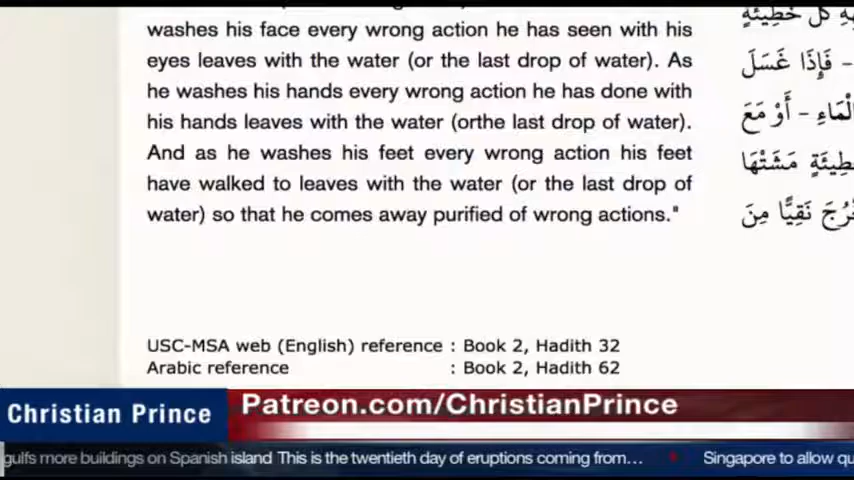 washes his face every wrong action he has seen with his
eyes leaves with the water (or the last drop of water). As
he washes his hands every wrong action he has done with
his hands leaves with the water (orthe last drop of water).
And as he washes his feet every wrong action his feet
have walked to leaves with the water (or the last drop of
water) so that he comes away purified of wrong actions."
كُلُّ خَطِيئَةٍ
- فَإِذَا غَسَلَ
الْمَاءِ - أَوْ مَعَ
مَشَتْهَا
نَقِيًّا مِنَ
USC-MSA web (English) reference : Book 2, Hadith 32
Arabic reference : Book 2, Hadith 62
Christian Prince
Patreon.com/ChristianPrince
gulfs more buildings on Spanish island This is the twentieth day of eruptions coming from... Singapore to allow qu